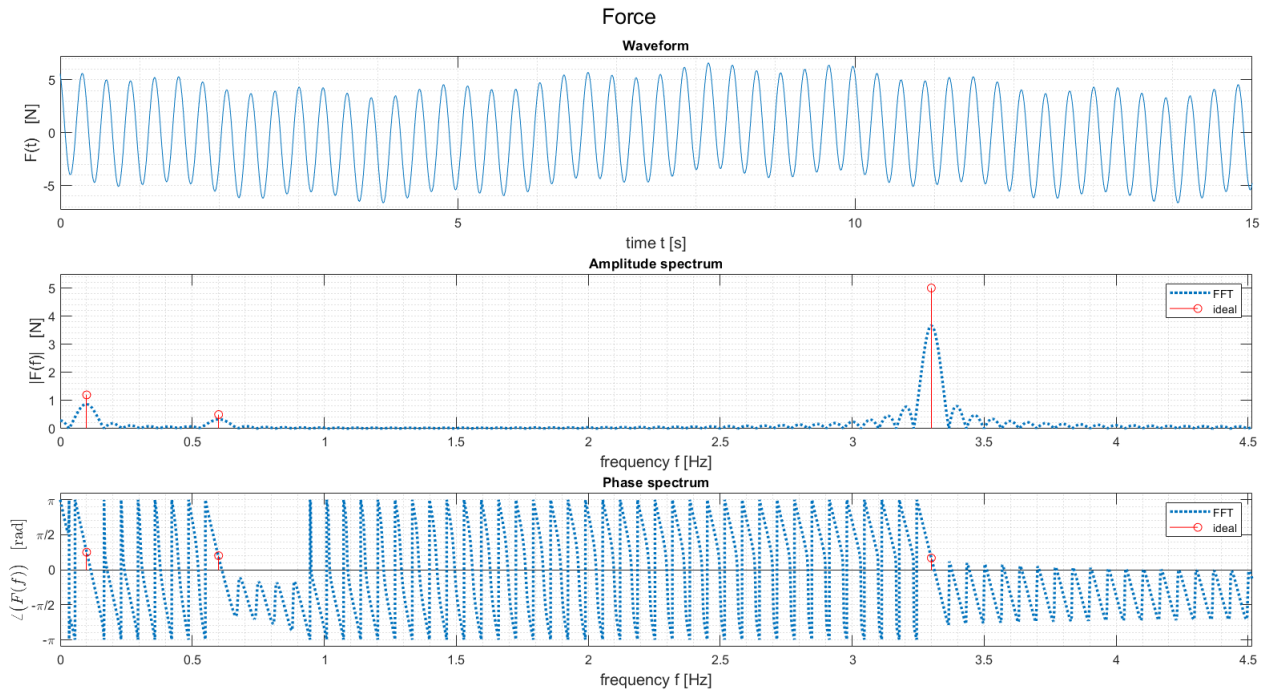 Force
Waveform
F(t) [N]
5
0
-5
0 5 10 15
time t [s]
Amplitude spectrum
|F(f)| [N]
5
4
3
2
1
0
FFT
ideal
0 0.5 1 1.5 2 2.5 3 3.5 4 4.5
frequency f [Hz]
Phase spectrum
∠(F(f)) [rad]
π
π/2
0
-π/2
-π
FFT
ideal
0 0.5 1 1.5 2 2.5 3 3.5 4 4.5
frequency f [Hz]